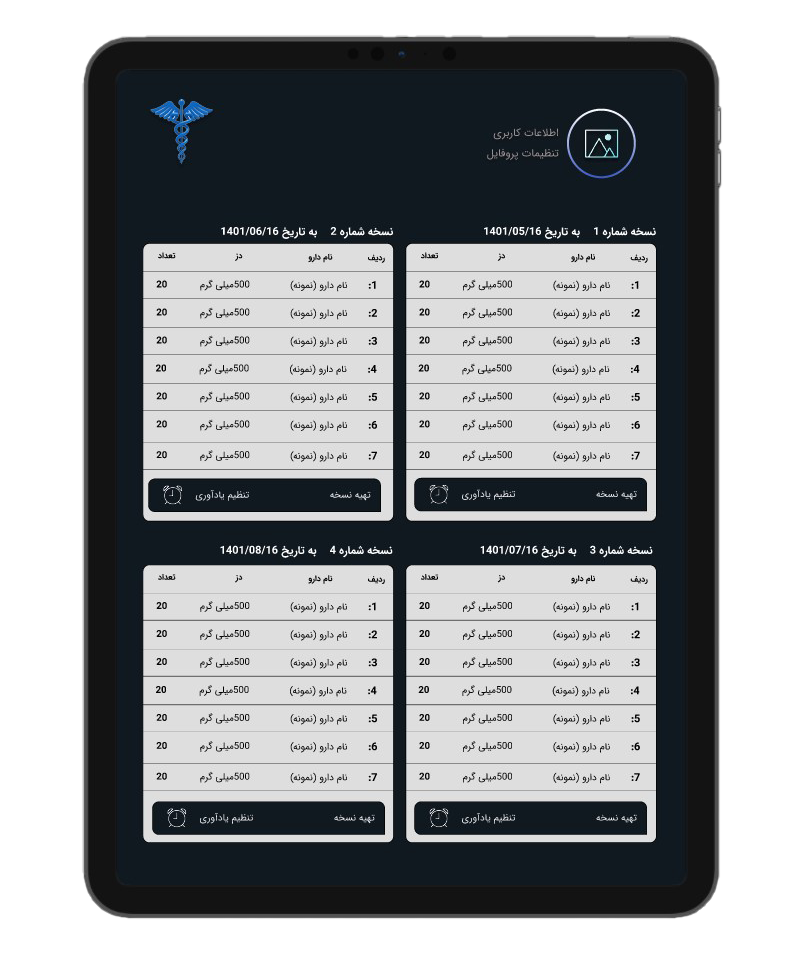 اطلاعات کاربری
تنظیمات پروفایل
نسخه شماره 1 به تاریخ 1401/05/16
ردیف نام دارو دز تعداد
1: نام دارو (نمونه) 500میلی گرم 20
2: نام دارو (نمونه) 500میلی گرم 20
3: نام دارو (نمونه) 500میلی گرم 20
4: نام دارو (نمونه) 500میلی گرم 20
5: نام دارو (نمونه) 500میلی گرم 20
6: نام دارو (نمونه) 500میلی گرم 20
7: نام دارو (نمونه) 500میلی گرم 20
تهیه نسخه تنظیم یادآوری
نسخه شماره 2 به تاریخ 1401/06/16
ردیف نام دارو دز تعداد
1: نام دارو (نمونه) 500میلی گرم 20
2: نام دارو (نمونه) 500میلی گرم 20
3: نام دارو (نمونه) 500میلی گرم 20
4: نام دارو (نمونه) 500میلی گرم 20
5: نام دارو (نمونه) 500میلی گرم 20
6: نام دارو (نمونه) 500میلی گرم 20
7: نام دارو (نمونه) 500میلی گرم 20
تهیه نسخه تنظیم یادآوری
نسخه شماره 3 به تاریخ 1401/07/16
ردیف نام دارو دز تعداد
1: نام دارو (نمونه) 500میلی گرم 20
2: نام دارو (نمونه) 500میلی گرم 20
3: نام دارو (نمونه) 500میلی گرم 20
4: نام دارو (نمونه) 500میلی گرم 20
5: نام دارو (نمونه) 500میلی گرم 20
6: نام دارو (نمونه) 500میلی گرم 20
7: نام دارو (نمونه) 500میلی گرم 20
تهیه نسخه تنظیم یادآوری
نسخه شماره 4 به تاریخ 1401/08/16
ردیف نام دارو دز تعداد
1: نام دارو (نمونه) 500میلی گرم 20
2: نام دارو (نمونه) 500میلی گرم 20
3: نام دارو (نمونه) 500میلی گرم 20
4: نام دارو (نمونه) 500میلی گرم 20
5: نام دارو (نمونه) 500میلی گرم 20
6: نام دارو (نمونه) 500میلی گرم 20
7: نام دارو (نمونه) 500میلی گرم 20
تهیه نسخه تنظیم یادآوری